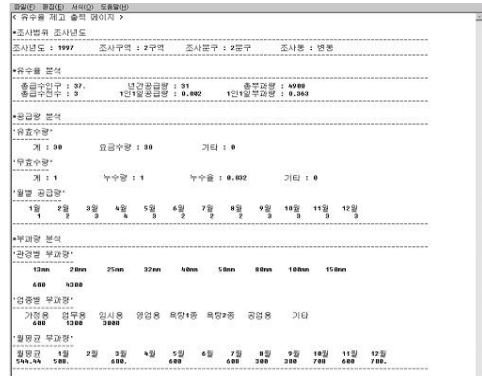 파일(F) 편집(E) 서식(O) 도움말(H)
< 유수율 제고 출력 페이지 >
*조사범위 조사년도
조사년도 : 1997 조사구역 : 2구역 조사분구 : 2분구 조사동 : 변동
*유수율 분석
총급수인구 : 37. 년간공급량 : 31 총부과량 : 4900
총급수전수 : 3 1인1일공급량 : 0.002 1인1일부과량 : 0.363
*공급량 분석
'유효수량'
계 : 30 요금수량 : 30 기타 : 0
'무효수량'
계 : 1 누수량 : 1 누수율 : 0.032 기타 : 0
'월별 공급량'
1월 2월 3월 4월 5월 6월 7월 8월 9월 10월 11월 12월
1 2 3 4 3 2 2 2 3 3 3 3
*부과량 분석
'관경별 부과량'
13mm 20mm 25mm 32mm 40mm 50mm 80mm 100mm 150mm
600 4300
'업종별 부과량'
가정용 업무용 임시용 영업용 욕탕1종 욕탕2종 공업용 기타
600 1300 3000
'월평균 부과량'
월평균 1월 2월 3월 4월 5월 6월 7월 8월 9월 10월 11월 12월
544.44 500. 600. 600 600 300 300 700 600 700.